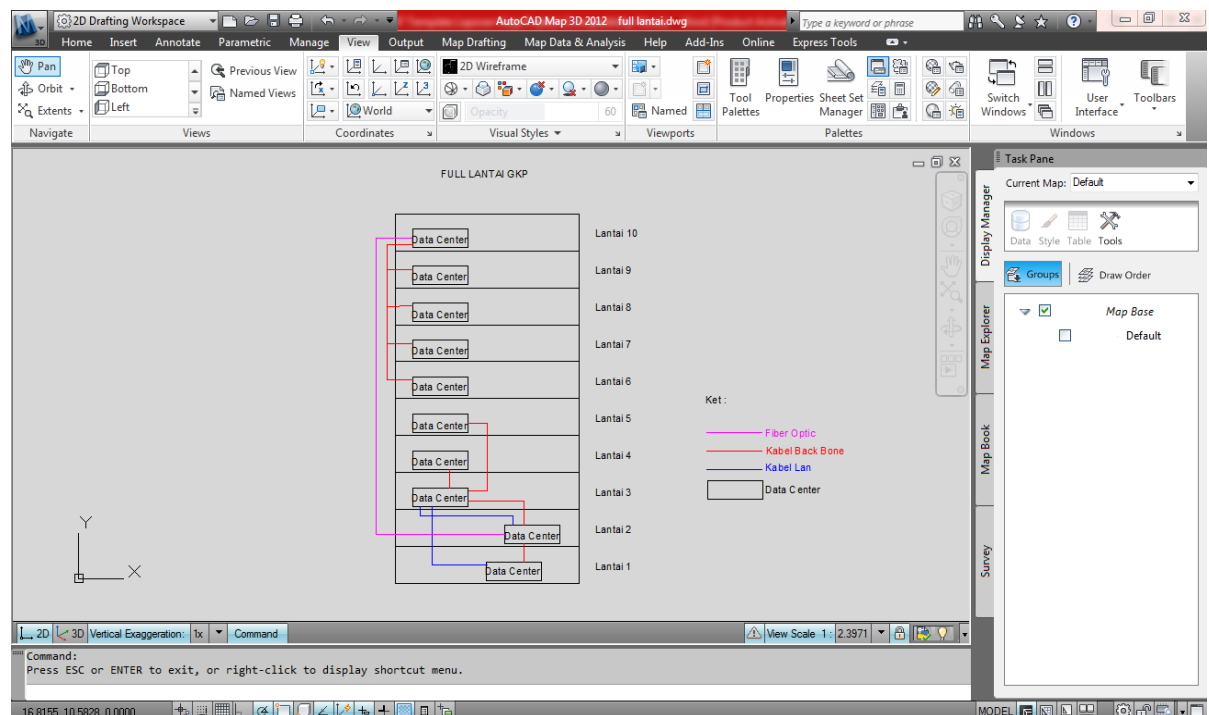 2D Drafting Workspace
AutoCAD Map 3D 2012 full lantai.dwg
Type a keyword or phrase
3D
Home Insert Annotate Parametric Manage View Output Map Drafting Map Data & Analysis Help Add-Ins Online Express Tools
Pan
Orbit
Extents
Navigate
Top
Bottom
Left
Previous View
Named Views
Views
World
Coordinates
2D Wireframe
Opacity 60
Visual Styles
Named
Viewports
Tool Palettes
Properties
Sheet Set Manager
Palettes
Switch Windows
User Interface
Toolbars
Windows
FULL LANTAI GKP
Data Center Lantai 10
Data Center Lantai 9
Data Center Lantai 8
Data Center Lantai 7
Data Center Lantai 6
Data Center Lantai 5
Data Center Lantai 4
Data Center Lantai 3
Data Center Lantai 2
Data Center Lantai 1
Ket :
Fiber Optic
Kabel Back Bone
Kabel Lan
Data Center
Y
X
Task Pane
Current Map: Default
Data Style Table Tools
Groups Draw Order
Map Base
Default
Display Manager
Map Explorer
Map Book
Survey
2D 3D Vertical Exaggeration: 1x Command
View Scale 1 : 2.3971
Command:
Press ESC or ENTER to exit, or right-click to display shortcut menu.
16.8155, 10.5828, 0.0000
MODEL